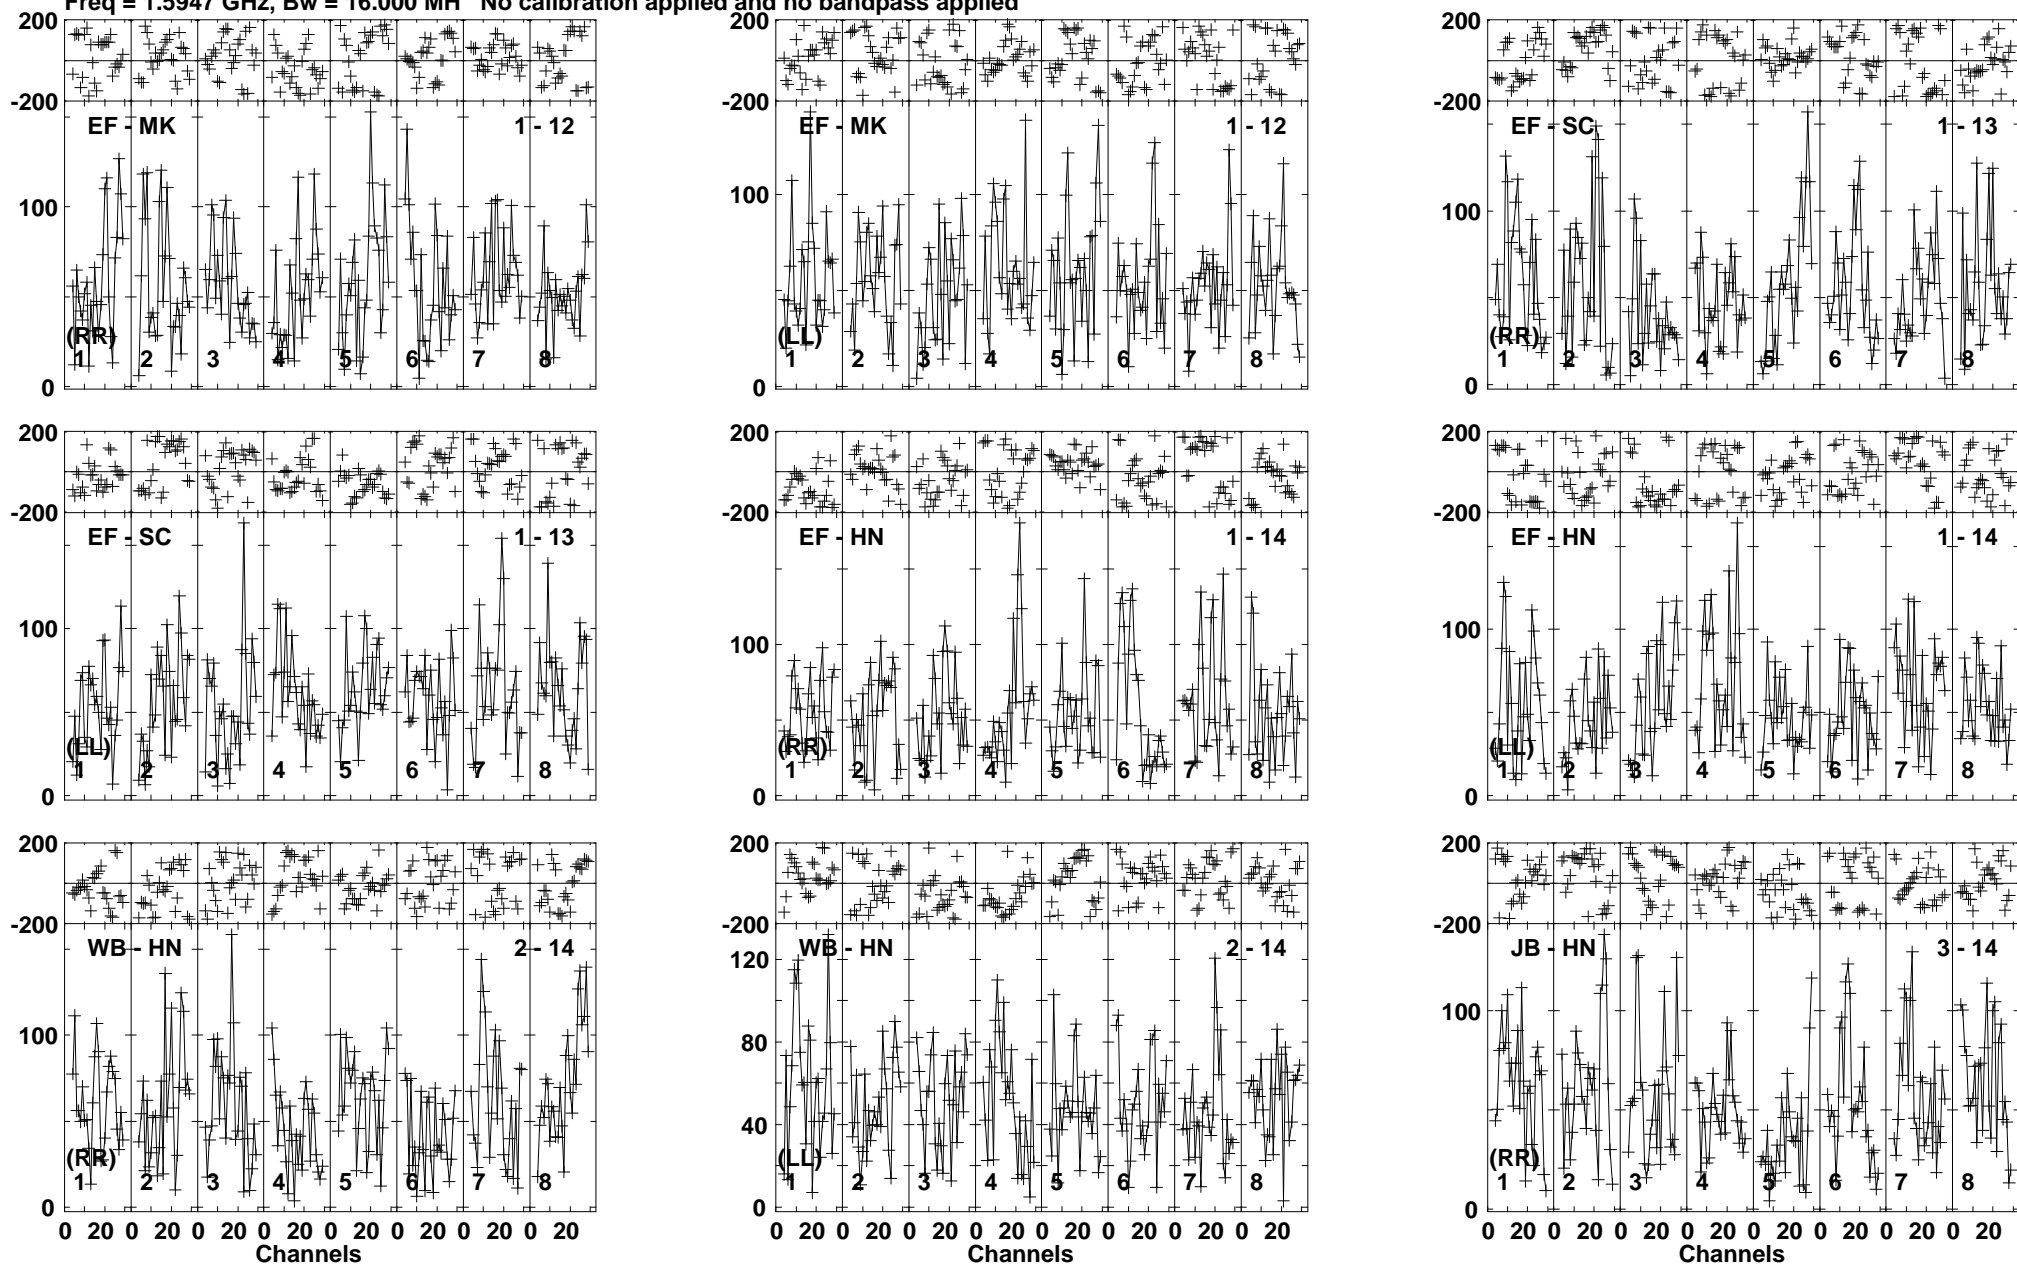 Freq = 1.5947 GHz, Bw = 16.000 MH No calibration applied and no bandpass applied
200 200 200
-200 -200 -200
EF - MK 1 - 12 EF - MK 1 - 12 EF - SC 1 - 13
100 100 100
(RR) (LL) (RR)
1 2 3 4 5 6 7 8 1 2 3 4 5 6 7 8 1 2 3 4 5 6 7 8
0 0 0
200 200 200
-200 -200 -200
EF - SC 1 - 13 EF - HN 1 - 14 EF - HN 1 - 14
100 100 100
(LL) (RR) (LL)
1 2 3 4 5 6 7 8 1 2 3 4 5 6 7 8 1 2 3 4 5 6 7 8
0 0 0
200 200 200
-200 -200 -200
WB - HN 2 - 14 WB - HN 2 - 14 JB - HN 3 - 14
120
100 100
80
40
(RR) (LL) (RR)
1 2 3 4 5 6 7 8 1 2 3 4 5 6 7 8 1 2 3 4 5 6 7 8
0 0 0
0 20 0 20 0 20 0 20 0 20 0 20 0 20 0 20 0 20 0 20 0 20 0 20 0 20 0 20 0 20 0 20 0 20 0 20 0 20 0 20 0 20 0 20 0 20 0 20
Channels Channels Channels